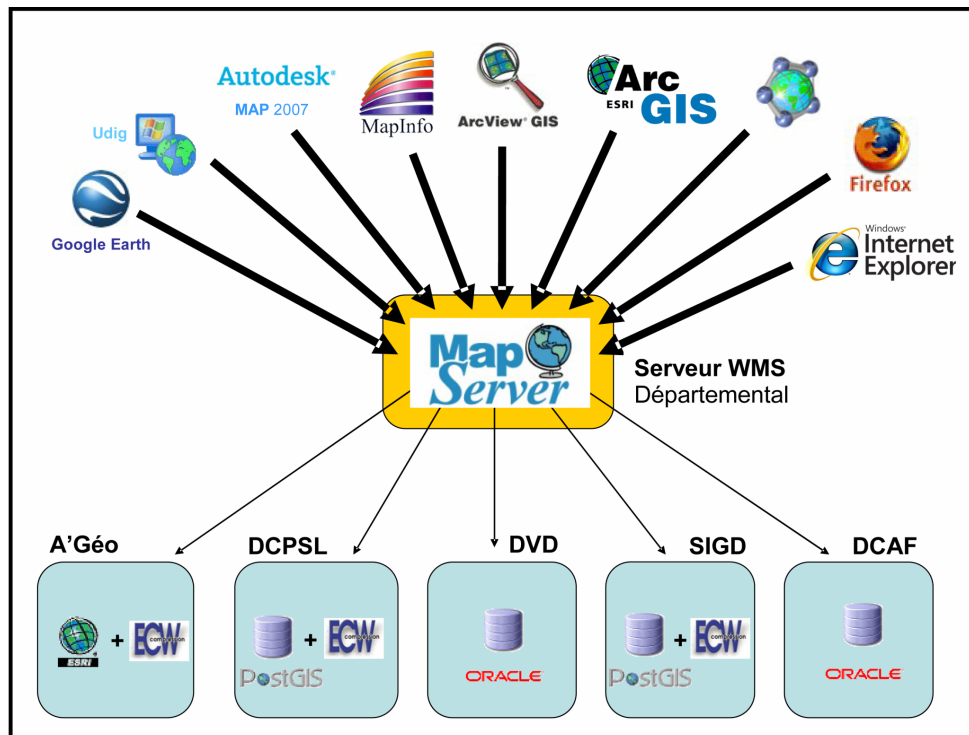 Autodesk®
MAP 2007
MapInfo
ArcView® GIS
Arc
ESRI
GIS
Udig
Google Earth
Firefox
Windows®
Internet
Explorer
Map
Server
Serveur WMS
Départemental
A'Géo
DCPSL
DVD
SIGD
DCAF
ESRI
+
ECW
compression
+
ECW
compression
PostGIS
ORACLE
+
ECW
compression
PostGIS
ORACLE